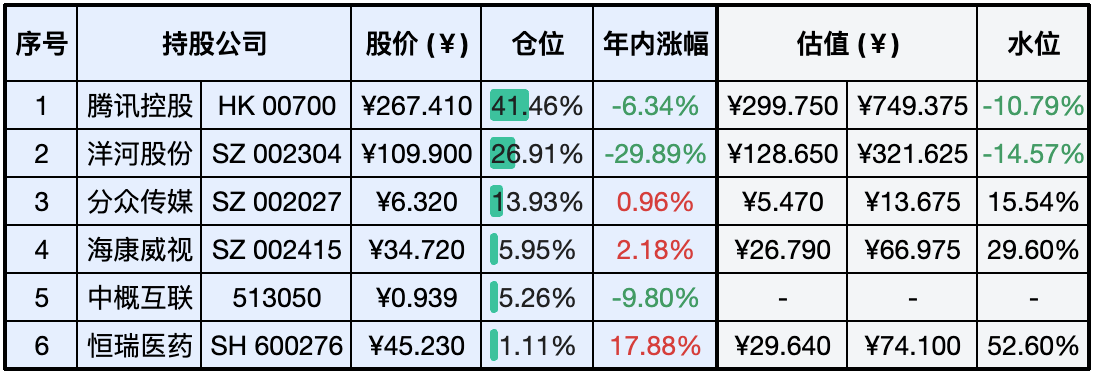 序号 持股公司 股价 (¥) 仓位 年内涨幅 估值 (¥) 水位
1 腾讯控股 HK 00700 ¥267.410 41.46% -6.34% ¥299.750 ¥749.375 -10.79%
2 洋河股份 SZ 002304 ¥109.900 26.91% -29.89% ¥128.650 ¥321.625 -14.57%
3 分众传媒 SZ 002027 ¥6.320 13.93% 0.96% ¥5.470 ¥13.675 15.54%
4 海康威视 SZ 002415 ¥34.720 5.95% 2.18% ¥26.790 ¥66.975 29.60%
5 中概互联 513050 ¥0.939 5.26% -9.80% - - -
6 恒瑞医药 SH 600276 ¥45.230 1.11% 17.88% ¥29.640 ¥74.100 52.60%